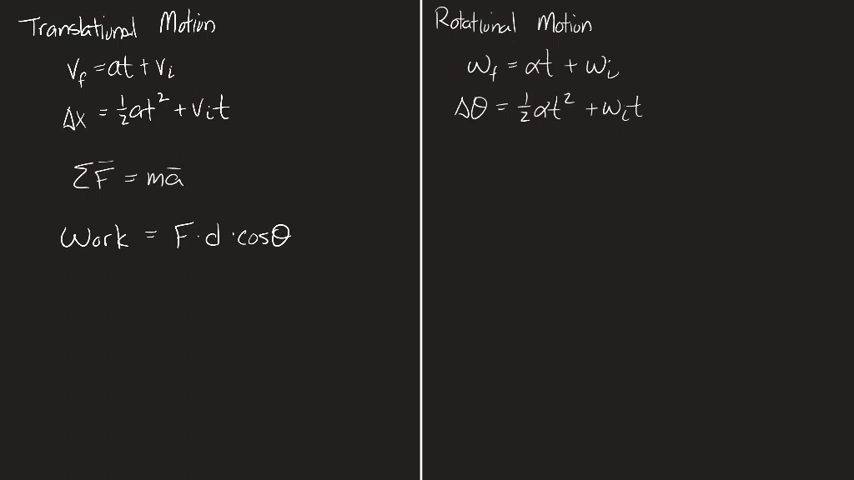 Translational Motion
v_f = at + v_i
Δx = ½at² + v_it
ΣF̄ = mā
Work = F · d · cosθ
Rotational Motion
ω_f = αt + ω_i
Δθ = ½αt² + ω_it